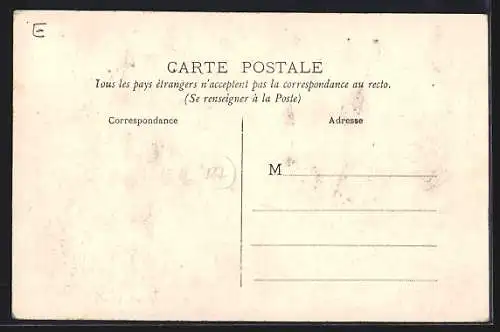 E
CARTE POSTALE
Tous les pays étrangers n'acceptent pas la correspondance au recto.
(Se renseigner à la Poste)
Correspondance
Adresse
M